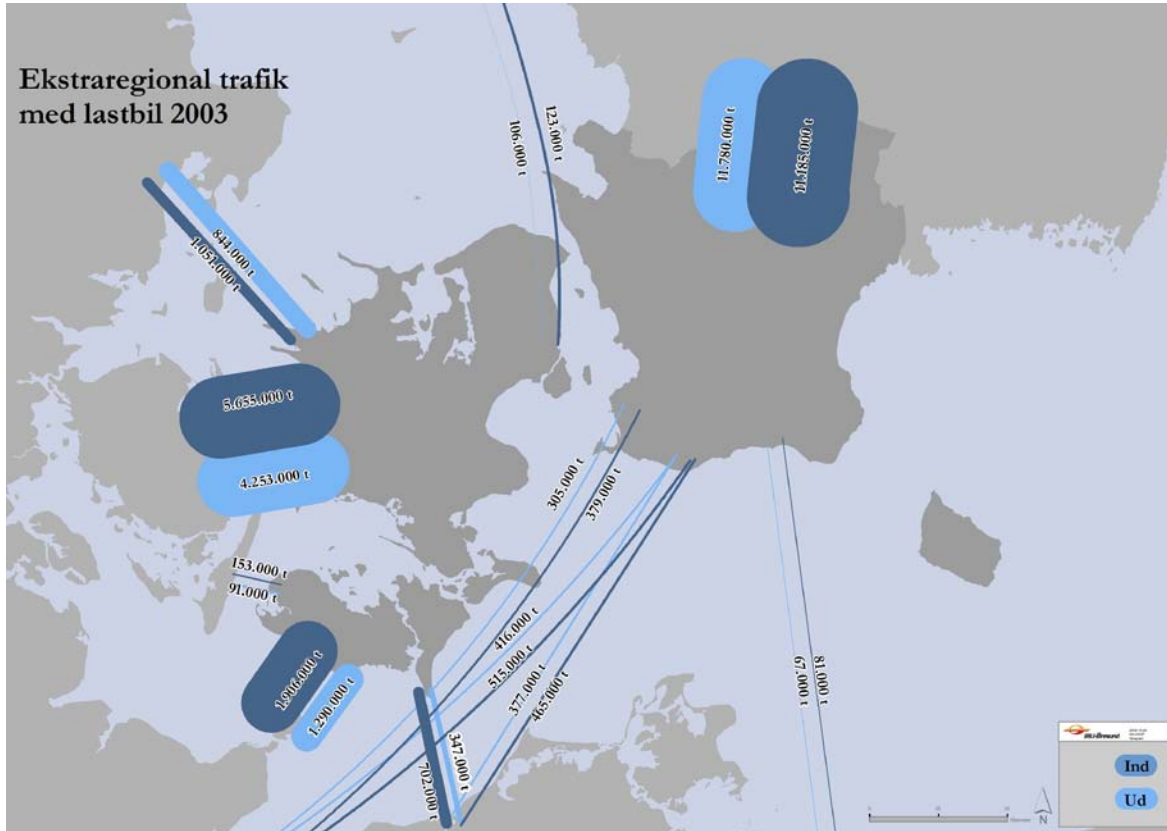 Ekstraregional trafik
med lastbil 2003
106.000 t
123.000 t
11.780.000 t
11.185.000 t
844.000 t
1.051.000 t
5.655.000 t
4.253.000 t
305.000 t
379.000 t
153.000 t
91.000 t
416.000 t
515.000 t
377.000 t
465.000 t
1.906.000 t
1.290.000 t
347.000 t
702.000 t
67.000 t
81.000 t
Ind
Ud
N